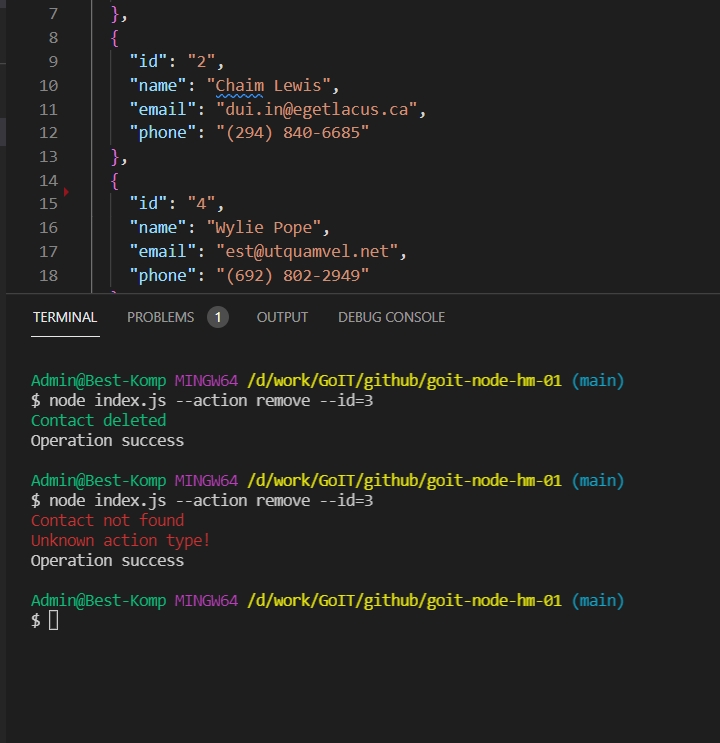 7 },
8 {
9 "id": "2",
10 "name": "Chaim Lewis",
11 "email": "dui.in@egetlacus.ca",
12 "phone": "(294) 840-6685"
13 },
14 {
15 "id": "4",
16 "name": "Wylie Pope",
17 "email": "est@utquamvel.net",
18 "phone": "(692) 802-2949"
TERMINAL PROBLEMS 1 OUTPUT DEBUG CONSOLE
Admin@Best-Komp MINGW64 /d/work/GoIT/github/goit-node-hm-01 (main)
$ node index.js --action remove --id=3
Contact deleted
Operation success
Admin@Best-Komp MINGW64 /d/work/GoIT/github/goit-node-hm-01 (main)
$ node index.js --action remove --id=3
Contact not found
Unknown action type!
Operation success
Admin@Best-Komp MINGW64 /d/work/GoIT/github/goit-node-hm-01 (main)
$